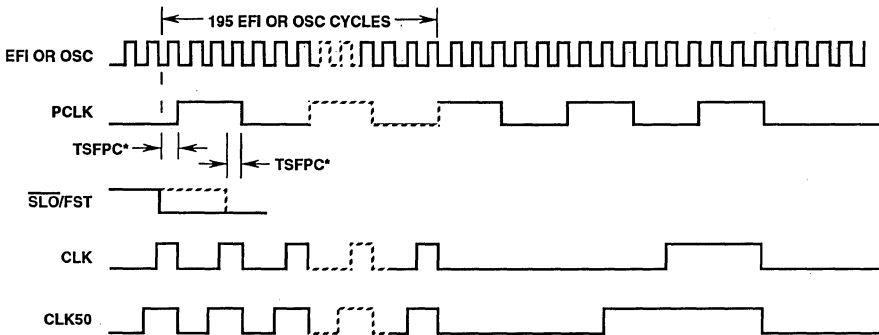 195 EFI OR OSC CYCLES
EFI OR OSC
PCLK
TSFPC*
TSFPC*
SLO/FST
CLK
CLK50